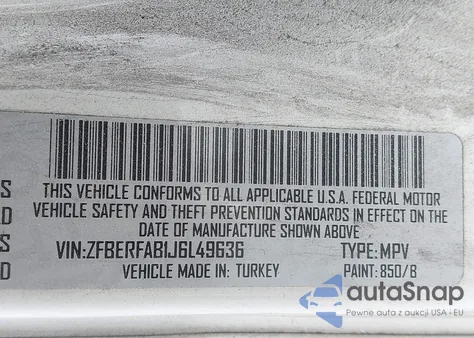 THIS VEHICLE CONFORMS TO ALL APPLICABLE U.S.A. FEDERAL MOTOR
S VEHICLE SAFETY AND THEFT PREVENTION STANDARDS IN EFFECT ON THE
D DATE OF MANUFACTURE SHOWN ABOVE
S VIN:ZFBERFAB1J6L49636 TYPE:MPV
D VEHICLE MADE IN: TURKEY PAINT: 850/B
autoSnap
Pewne auta z aukcji USA - EU